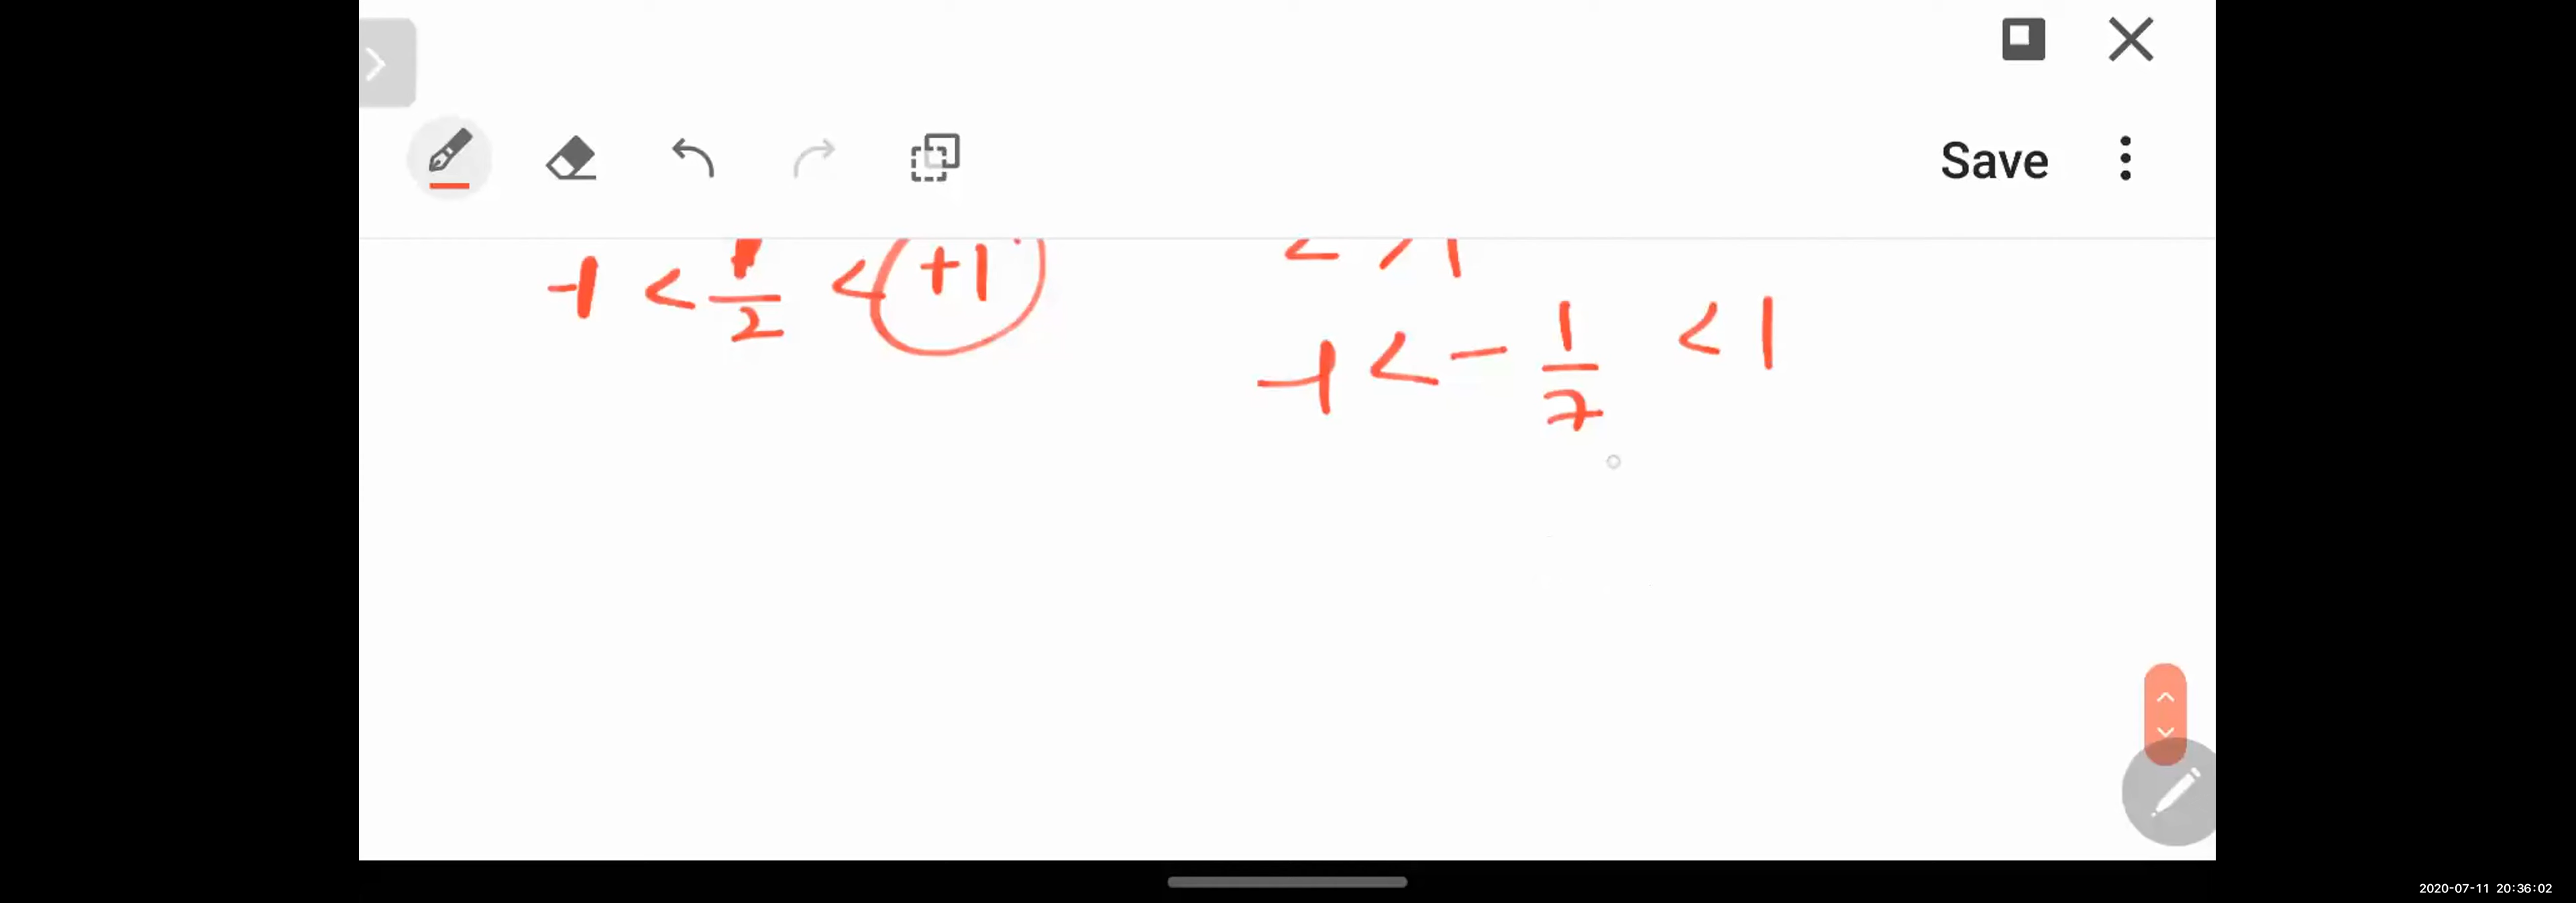 Save
-1 < 1/2 < +1
-1 < - 1/7 < 1
2020-07-11 20:36:02